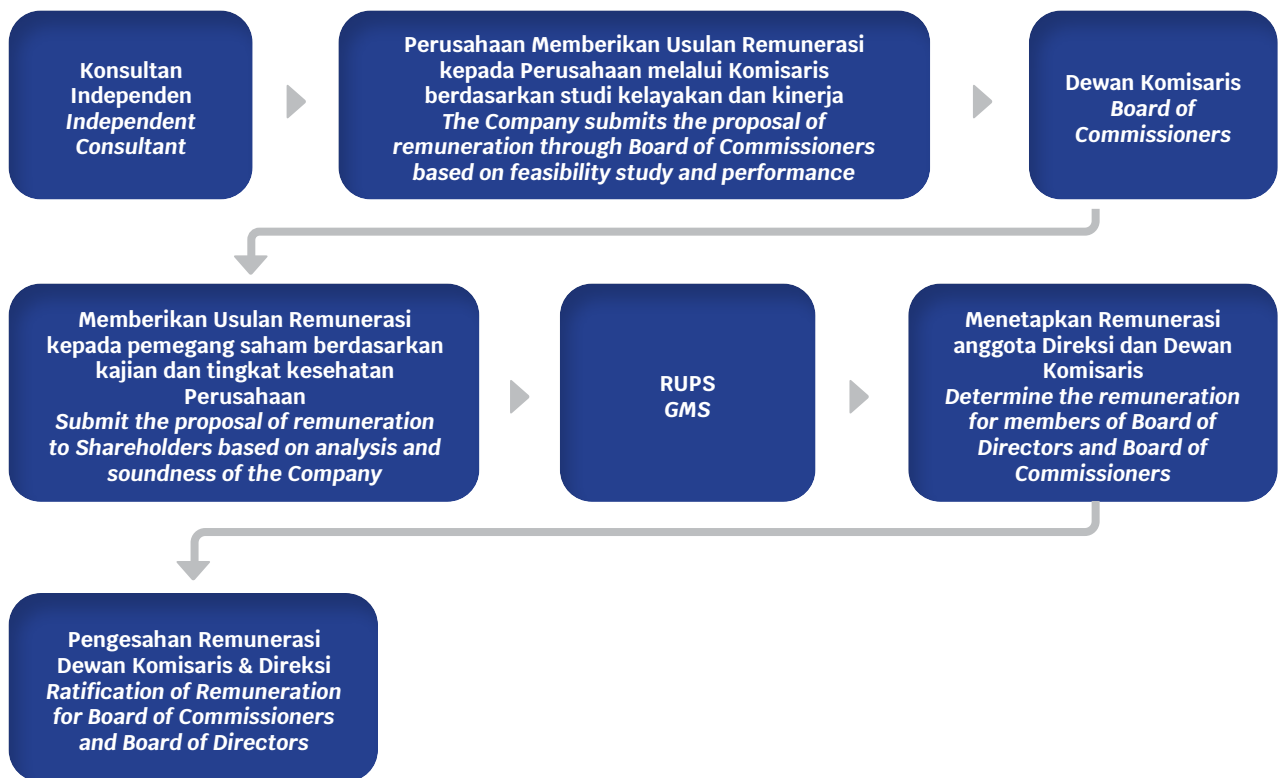 Konsultan
Independen
Independent
Consultant
Perusahaan Memberikan Usulan Remunerasi
kepada Perusahaan melalui Komisaris
berdasarkan studi kelayakan dan kinerja
The Company submits the proposal of
remuneration through Board of Commissioners
based on feasibility study and performance
Dewan Komisaris
Board of
Commissioners
Memberikan Usulan Remunerasi
kepada pemegang saham berdasarkan
kajian dan tingkat kesehatan
Perusahaan
Submit the proposal of remuneration
to Shareholders based on analysis and
soundness of the Company
RUPS
GMS
Menetapkan Remunerasi
anggota Direksi dan Dewan
Komisaris
Determine the remuneration
for members of Board of
Directors and Board of
Commissioners
Pengesahan Remunerasi
Dewan Komisaris & Direksi
Ratification of Remuneration
for Board of Commissioners
and Board of Directors